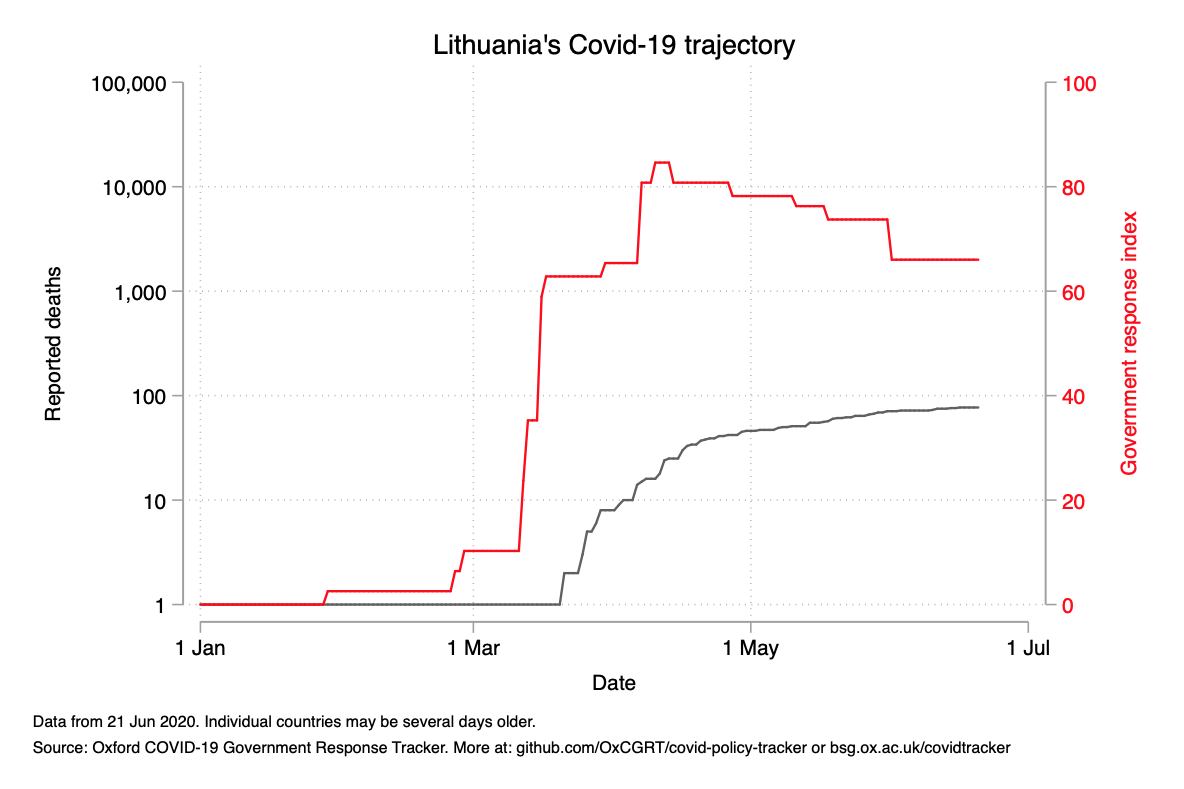 Lithuania's Covid-19 trajectory
100,000
10,000
1,000
100
10
1
Reported deaths
100
80
60
40
20
0
Government response index
1 Jan
1 Mar
1 May
1 Jul
Date
Data from 21 Jun 2020. Individual countries may be several days older.
Source: Oxford COVID-19 Government Response Tracker. More at: github.com/OxCGRT/covid-policy-tracker or bsg.ox.ac.uk/covidtracker